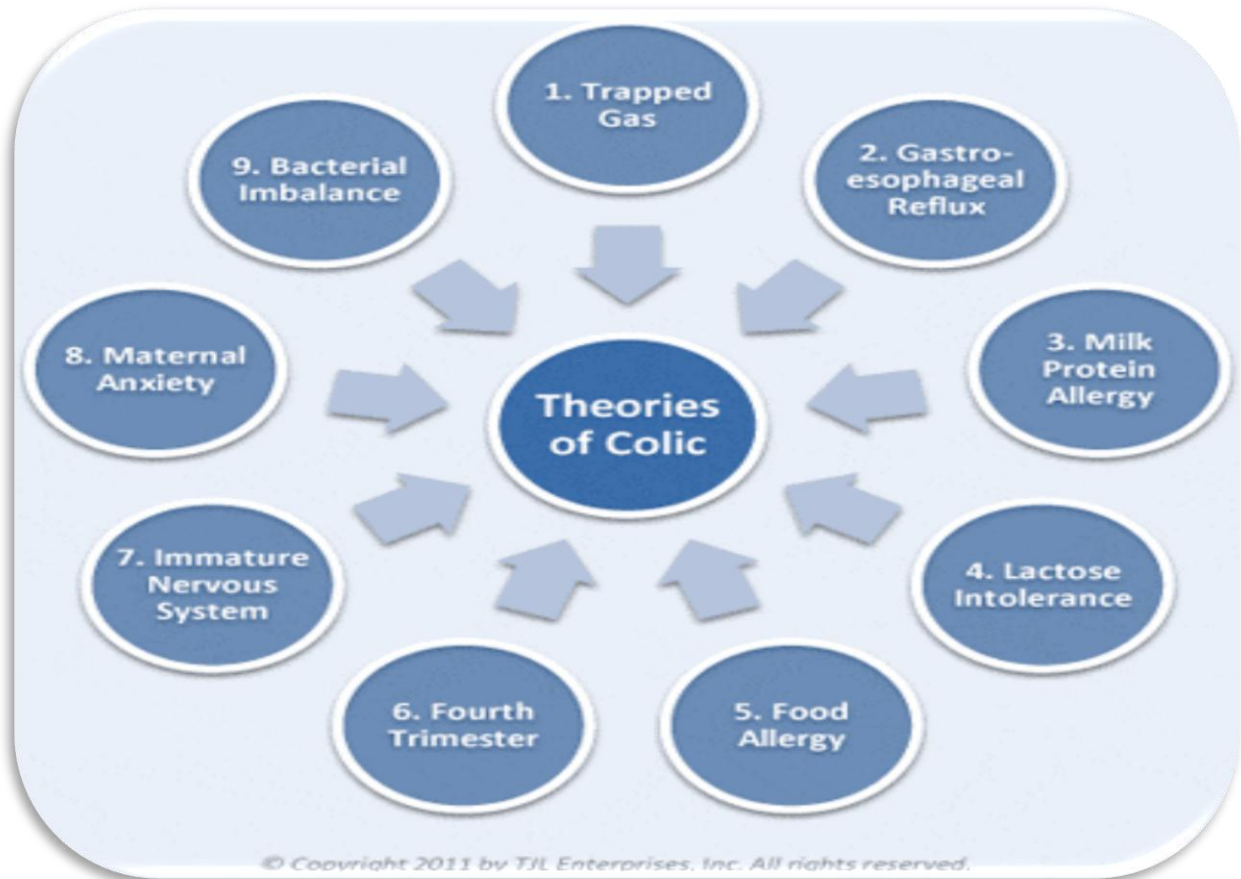 1. Trapped
Gas
2. Gastro-
esophageal
Reflux
3. Milk
Protein
Allergy
4. Lactose
Intolerance
5. Food
Allergy
6. Fourth
Trimester
7. Immature
Nervous
System
8. Maternal
Anxiety
9. Bacterial
Imbalance
Theories
of Colic
© Copyright 2011 by TJL Enterprises, Inc. All rights reserved.